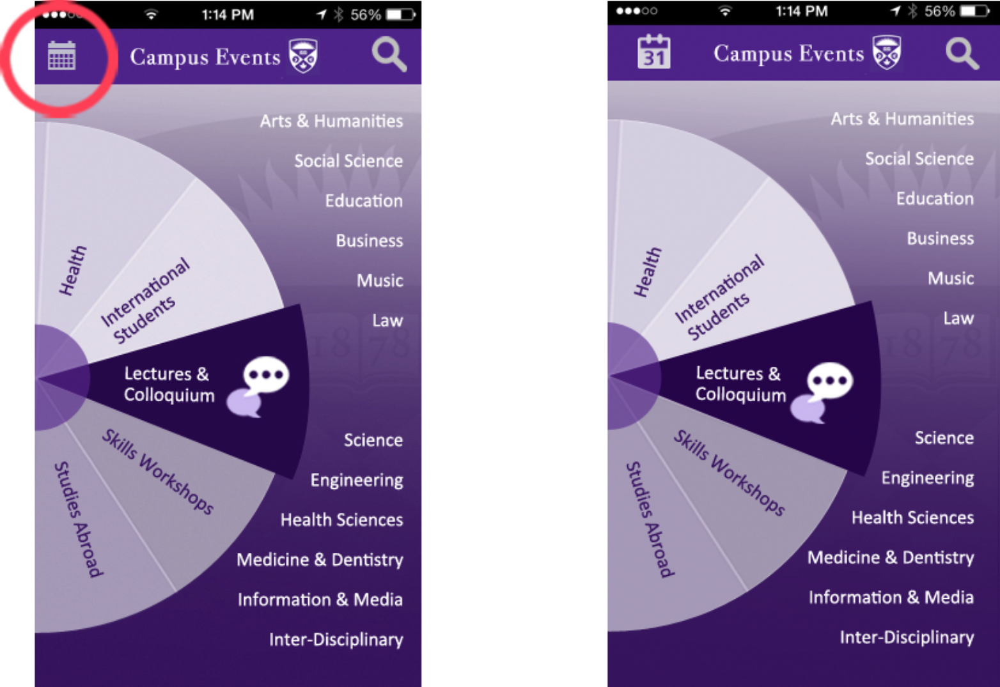 1:14 PM
56%
Campus Events
Arts & Humanities
Social Science
Education
Business
Music
Law
Health
International
Students
Lectures &
Colloquium
1878
Skills Workshops
Studies Abroad
Science
Engineering
Health Sciences
Medicine & Dentistry
Information & Media
Inter-Disciplinary
1:14 PM
56%
31
Campus Events
Arts & Humanities
Social Science
Education
Business
Music
Law
Health
International
Students
Lectures &
Colloquium
1878
Skills Workshops
Studies Abroad
Science
Engineering
Health Sciences
Medicine & Dentistry
Information & Media
Inter-Disciplinary